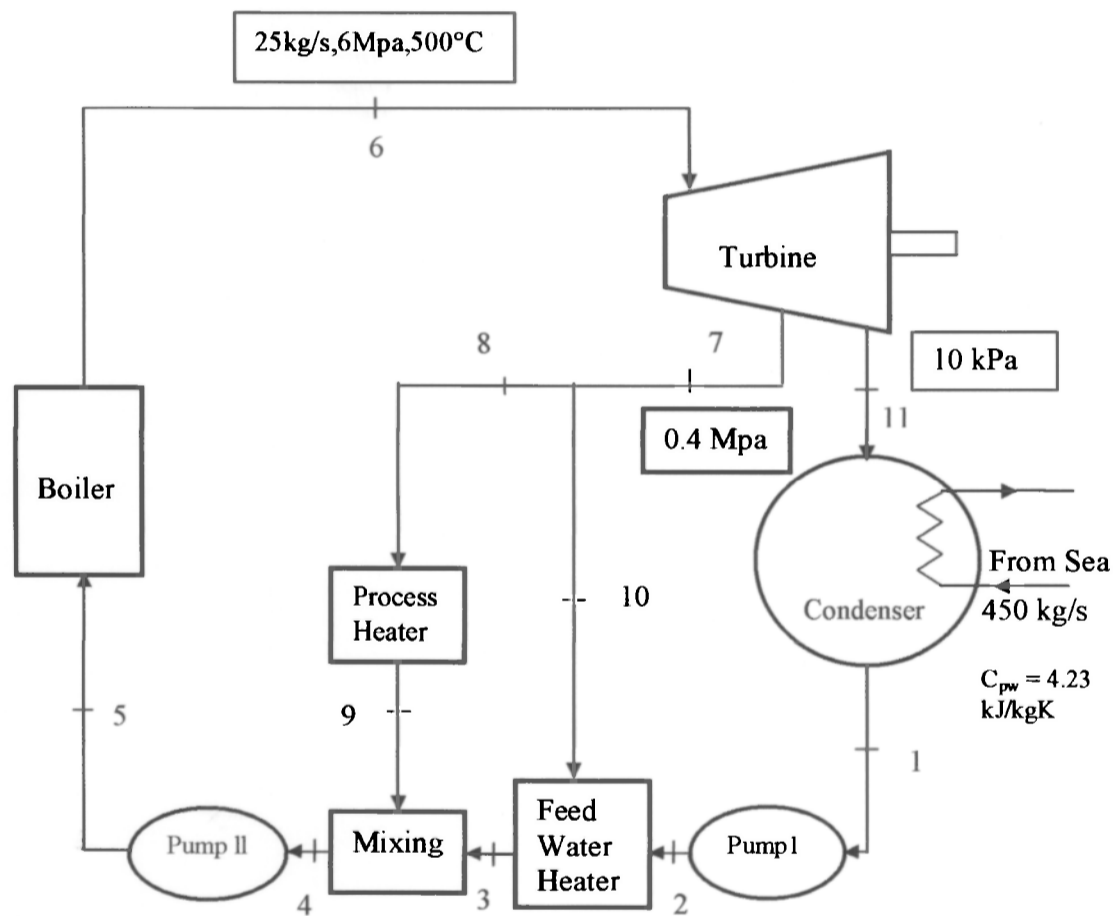 25kg/s,6Mpa,500°C
6
Turbine
8
7
10 kPa
11
0.4 Mpa
Boiler
From Sea
Process
Heater
10
Condenser
450 kg/s
C_pw = 4.23
kJ/kgK
5
9
1
Feed
Water
Heater
Pump II
Mixing
Pump I
4
3
2